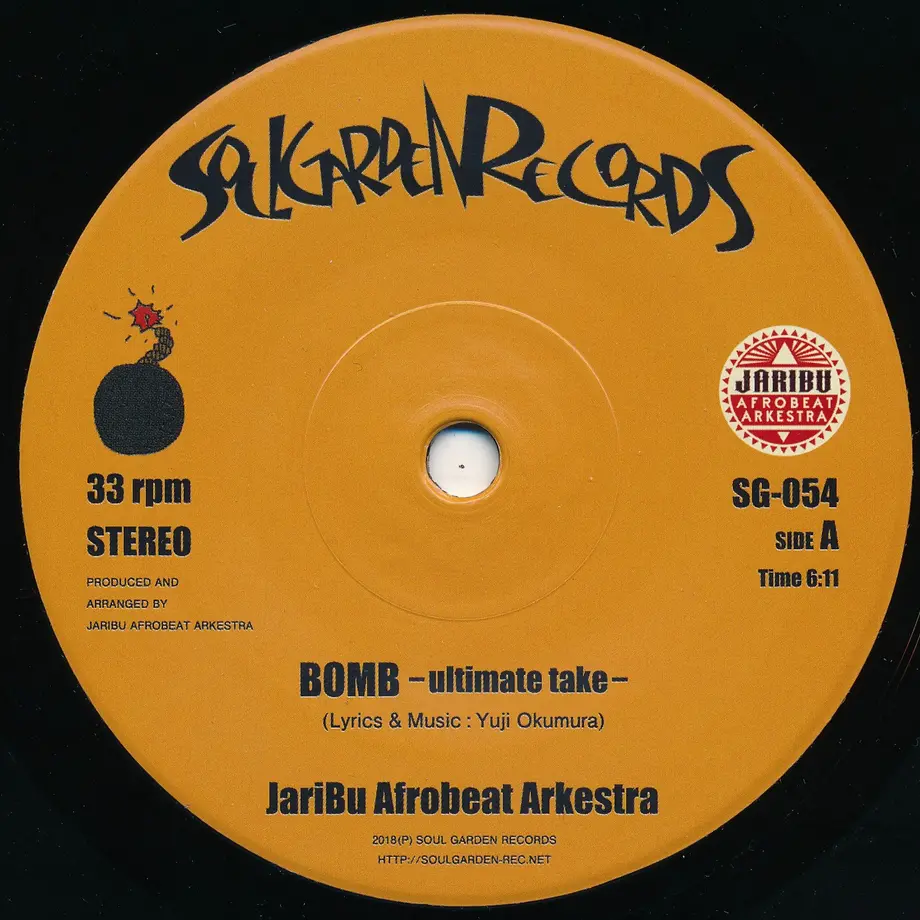 SOULGARDENRECORDS
JARIBU
AFROBEAT
ARKESTRA
33 rpm
STEREO
PRODUCED AND
ARRANGED BY
JARIBU AFROBEAT ARKESTRA
SG-054
SIDE A
Time 6:11
BOMB –ultimate take–
(Lyrics & Music : Yuji Okumura)
JariBu Afrobeat Arkestra
2018(P) SOUL GARDEN RECORDS
HTTP://SOULGARDEN-REC.NET